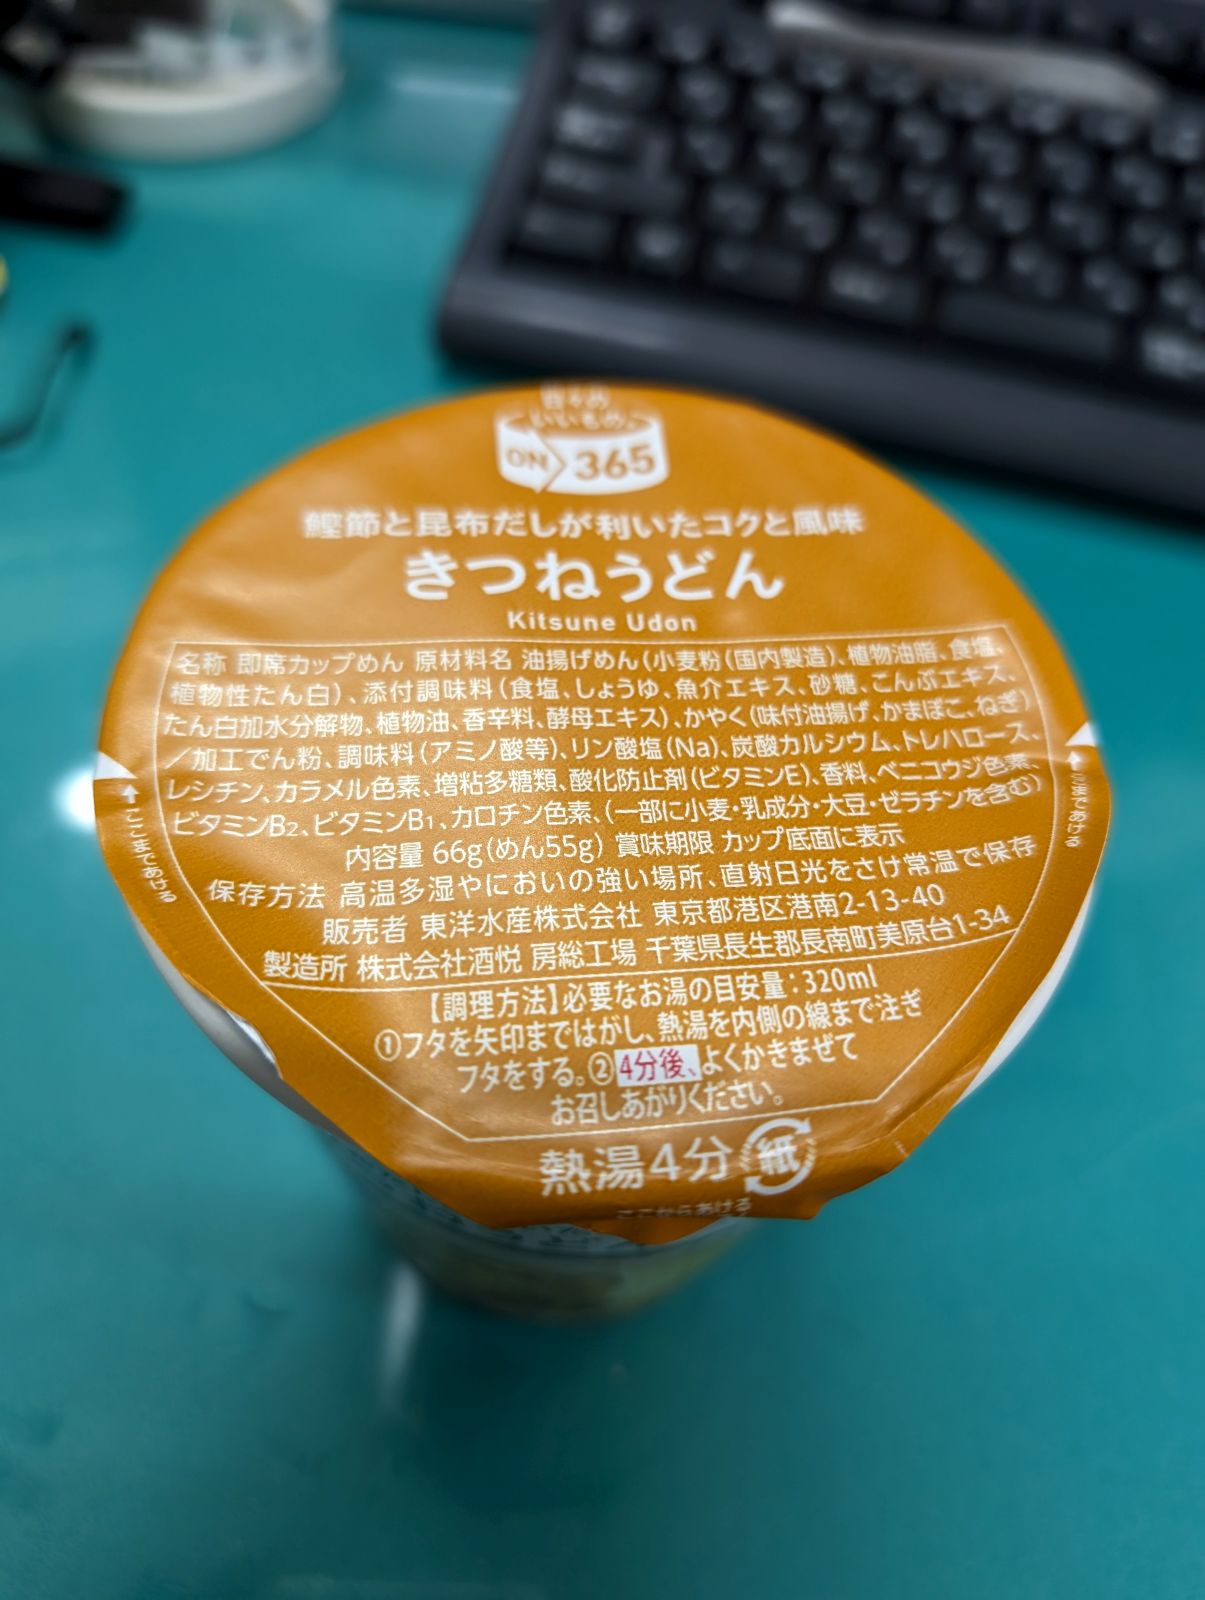 日々の
いいもの。
ON 365
鰹節と昆布だしが利いたコクと風味
きつねうどん
Kitsune Udon
名称 即席カップめん 原材料名 油揚げめん(小麦粉(国内製造)、植物油脂、食塩、
植物性たん白)、添付調味料(食塩、しょうゆ、魚介エキス、砂糖、こんぶエキス、
たん白加水分解物、植物油、香辛料、酵母エキス)、かやく(味付油揚げ、かまぼこ、ねぎ)
/加工でん粉、調味料(アミノ酸等)、リン酸塩(Na)、炭酸カルシウム、トレハロース、
レシチン、カラメル色素、増粘多糖類、酸化防止剤(ビタミンE)、香料、ベニコウジ色素、
ビタミンB2、ビタミンB1、カロチン色素、(一部に小麦・乳成分・大豆・ゼラチンを含む)
内容量 66g(めん55g) 賞味期限 カップ底面に表示
保存方法 高温多湿やにおいの強い場所、直射日光をさけ常温で保存
販売者 東洋水産株式会社 東京都港区港南2-13-40
製造所 株式会社酒悦 房総工場 千葉県長生郡長南町美原台1-34
ここまであける
ここまであける
【調理方法】必要なお湯の目安量:320ml
①フタを矢印まではがし、熱湯を内側の線まで注ぎ
フタをする。②4分後、よくかきまぜて
お召しあがりください。
熱湯4分 紙
ここからあける